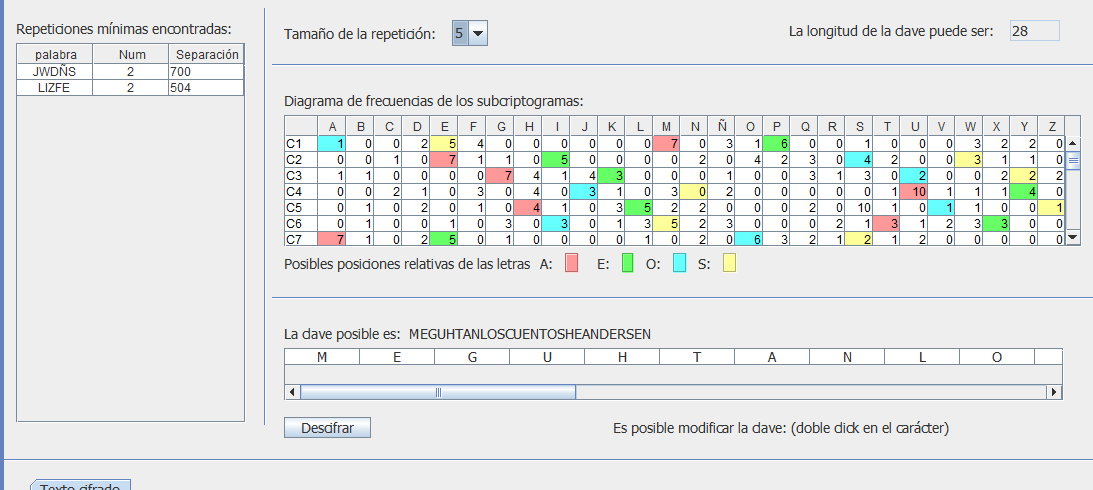 Repeticiones mínimas encontradas:
palabra Num Separación
JWDÑS 2 700
LIZFE 2 504
Tamaño de la repetición: 5
La longitud de la clave puede ser: 28
Diagrama de frecuencias de los subcriptogramas:
A B C D E F G H I J K L M N Ñ O P Q R S T U V W X Y Z
C1 1 0 0 2 5 4 0 0 0 0 0 0 7 0 3 1 6 0 0 1 0 0 0 3 2 2 0
C2 0 0 1 0 7 1 1 0 5 0 0 0 0 2 0 4 2 3 0 4 2 0 0 3 1 1 0
C3 1 1 0 0 0 0 7 4 1 4 3 0 0 1 0 0 0 3 1 3 0 2 0 0 2 2 2
C4 0 0 2 1 0 3 0 4 0 3 1 0 3 0 2 0 0 0 0 0 1 10 1 1 1 4 0
C5 0 1 0 2 0 1 0 4 1 0 3 5 2 2 0 0 0 2 0 10 1 0 1 1 0 0 1
C6 0 1 0 0 1 0 3 0 3 0 1 3 5 2 3 0 0 0 2 1 3 1 2 3 3 0 0
C7 7 1 0 2 5 0 1 0 0 0 0 1 0 2 0 6 3 2 1 2 1 2 0 0 0 0 0
Posibles posiciones relativas de las letras A: E: O: S:
La clave posible es: MEGUHTANLOSCUENTOSHEANDERSEN
M E G U H T A N L O
Descifrar
Es posible modificar la clave: (doble click en el carácter)
Texto cifrado